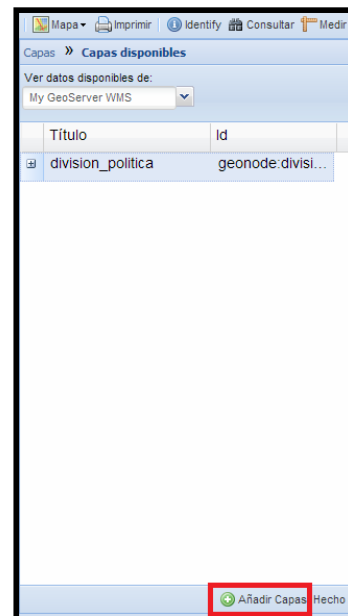 Mapa Imprimir Identify Consultar Medir
Capas » Capas disponibles
Ver datos disponibles de:
My GeoServer WMS
Título Id
division_politica geonode:divisi...
Añadir Capas Hecho